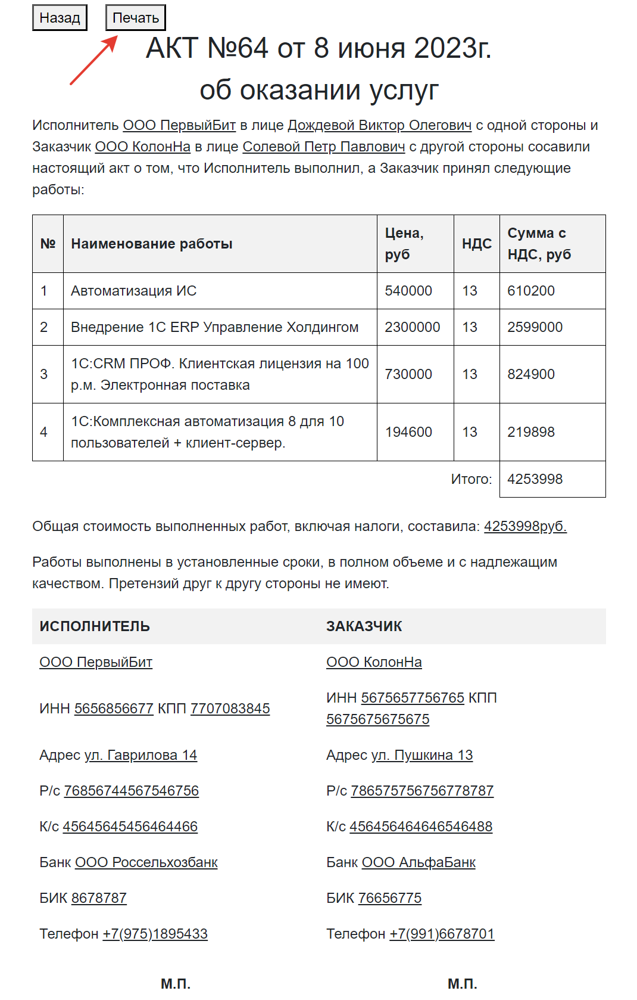 Назад Печать
АКТ №64 от 8 июня 2023г.
об оказании услуг
Исполнитель ООО ПервыйБит в лице Дождевой Виктор Олегович с одной стороны и
Заказчик ООО КолонНа в лице Солевой Петр Павлович с другой стороны сосавили
настоящий акт о том, что Исполнитель выполнил, а Заказчик принял следующие
работы:
№ Наименование работы Цена, руб НДС Сумма с НДС, руб
1 Автоматизация ИС 540000 13 610200
2 Внедрение 1С ERP Управление Холдингом 2300000 13 2599000
3 1С:CRM ПРОФ. Клиентская лицензия на 100 р.м. Электронная поставка 730000 13 824900
4 1С:Комплексная автоматизация 8 для 10 пользователей + клиент-сервер. 194600 13 219898
Итого: 4253998
Общая стоимость выполненных работ, включая налоги, составила: 4253998руб.
Работы выполнены в установленные сроки, в полном объеме и с надлежащим
качеством. Претензий друг к другу стороны не имеют.
ИСПОЛНИТЕЛЬ ЗАКАЗЧИК
ООО ПервыйБит ООО КолонНа
ИНН 5656856677 КПП 7707083845 ИНН 5675657756765 КПП
5675675675675
Адрес ул. Гаврилова 14 Адрес ул. Пушкина 13
Р/с 76856744567546756 Р/с 786575756756778787
К/с 45645645456464466 К/с 456456464646546488
Банк ООО Россельхозбанк Банк ООО АльфаБанк
БИК 8678787 БИК 76656775
Телефон +7(975)1895433 Телефон +7(991)6678701
М.П. М.П.